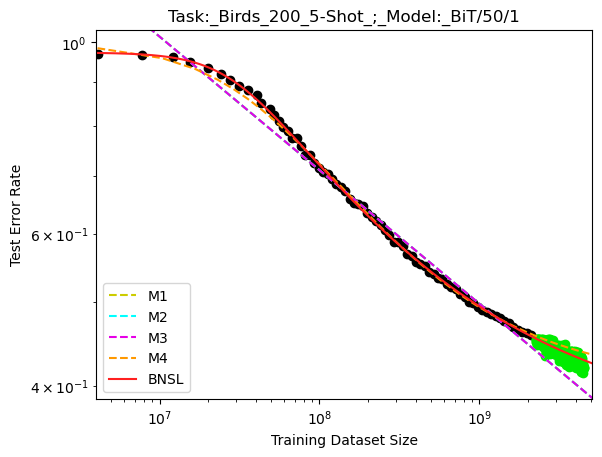 Task:_Birds_200_5-Shot_;_Model:_BiT/50/1
Test Error Rate
10⁰
6 × 10⁻¹
4 × 10⁻¹
M1
M2
M3
M4
BNSL
10⁷ 10⁸ 10⁹
Training Dataset Size